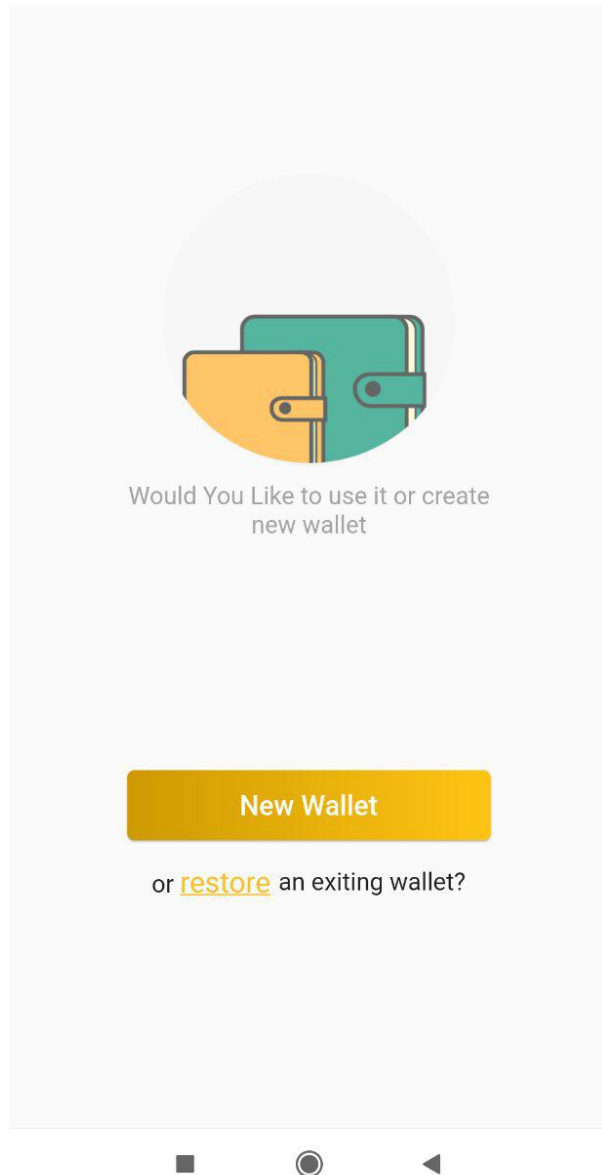 Would You Like to use it or create
new wallet
New Wallet
or restore an exiting wallet?